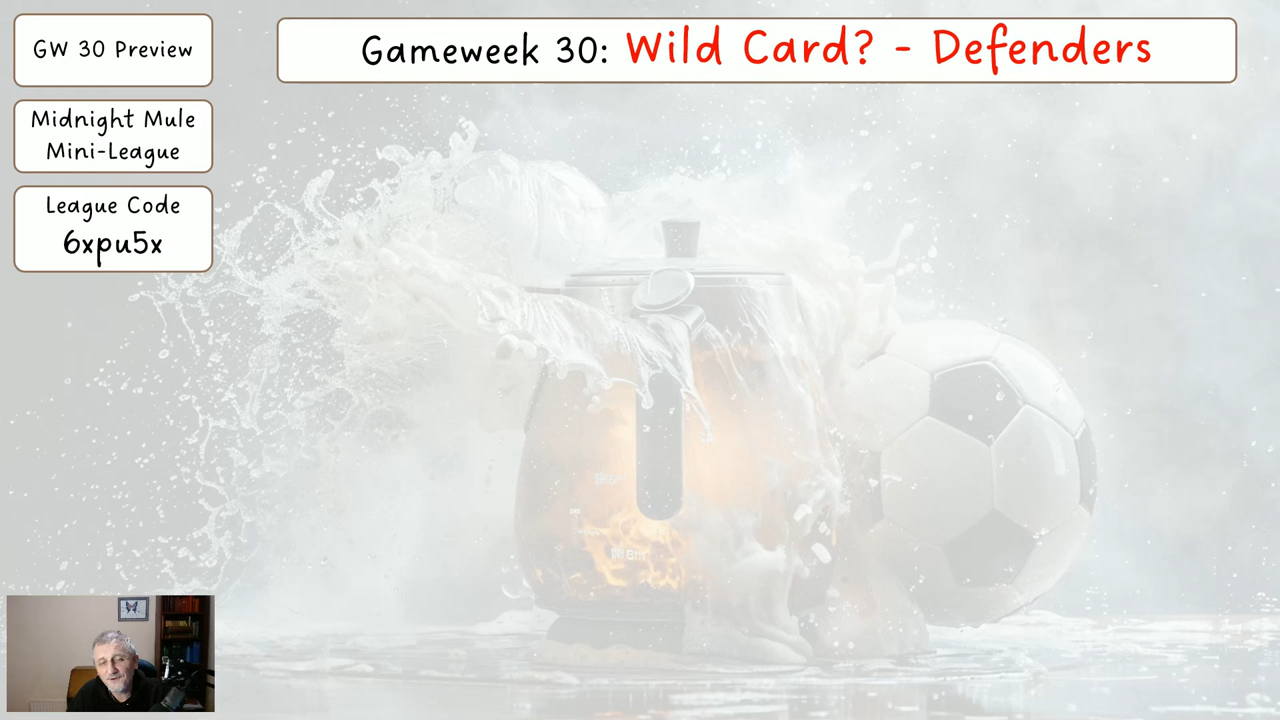 GW 30 Preview
Gameweek 30: Wild Card? - Defenders
Midnight Mule
Mini-League
League Code
6xpu5x